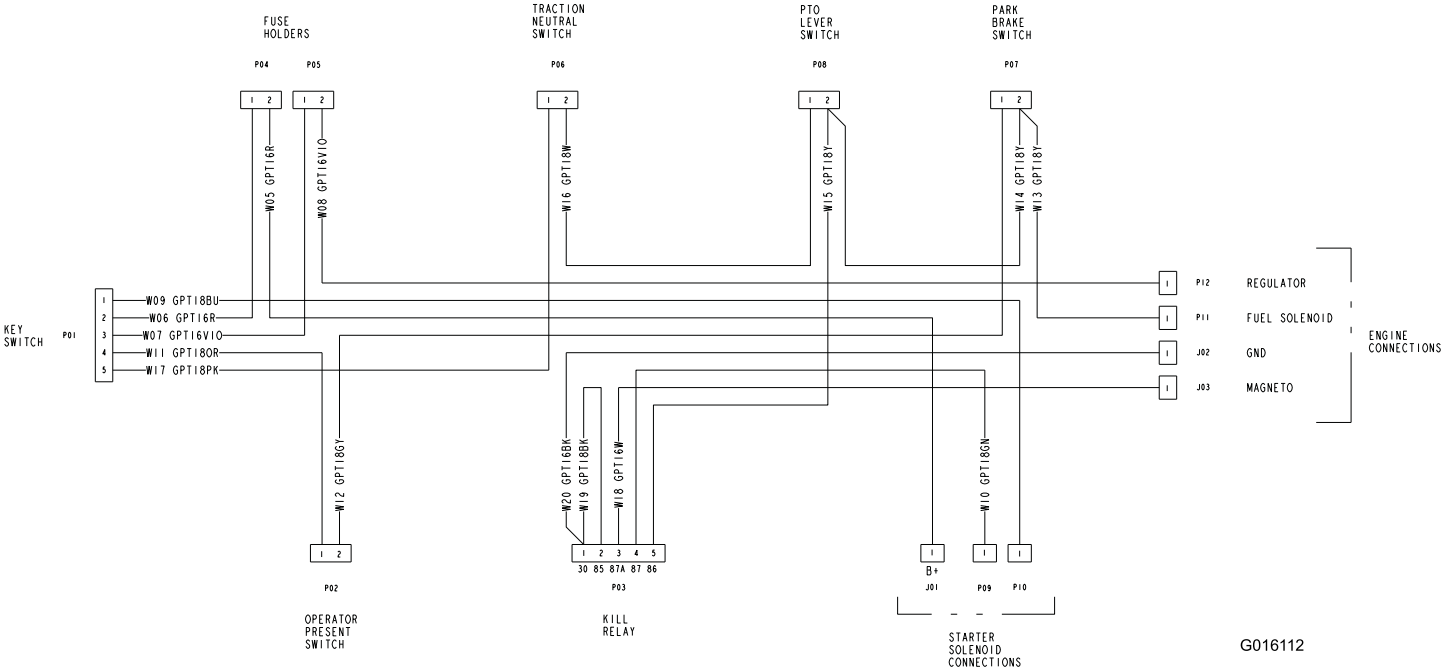 FUSE
HOLDERS
TRACTION
NEUTRAL
SWITCH
PTO
LEVER
SWITCH
PARK
BRAKE
SWITCH
P04
P05
P06
P08
P07
1 2
1 2
1 2
1 2
1 2
W05 GPT16R
W08 GPT16VIO
W16 GPT18W
W15 GPT18Y
W14 GPT18Y
W13 GPT18Y
KEY
SWITCH
P01
1
2
3
4
5
W09 GPT18BU
W06 GPT16R
W07 GPT16VIO
W11 GPT18OR
W17 GPT18PK
1 P12 REGULATOR
1 P11 FUEL SOLENOID
1 J02 GND
1 J03 MAGNETO
ENGINE
CONNECTIONS
W12 GPT18GY
W20 GPT16BK
W19 GPT18BK
W18 GPT16W
W10 GPT18GN
1 2
P02
OPERATOR
PRESENT
SWITCH
1 2 3 4 5
30 85 87A 87 86
P03
KILL
RELAY
1 1 1
B+
J01 P09 P10
STARTER
SOLENOID
CONNECTIONS
G016112